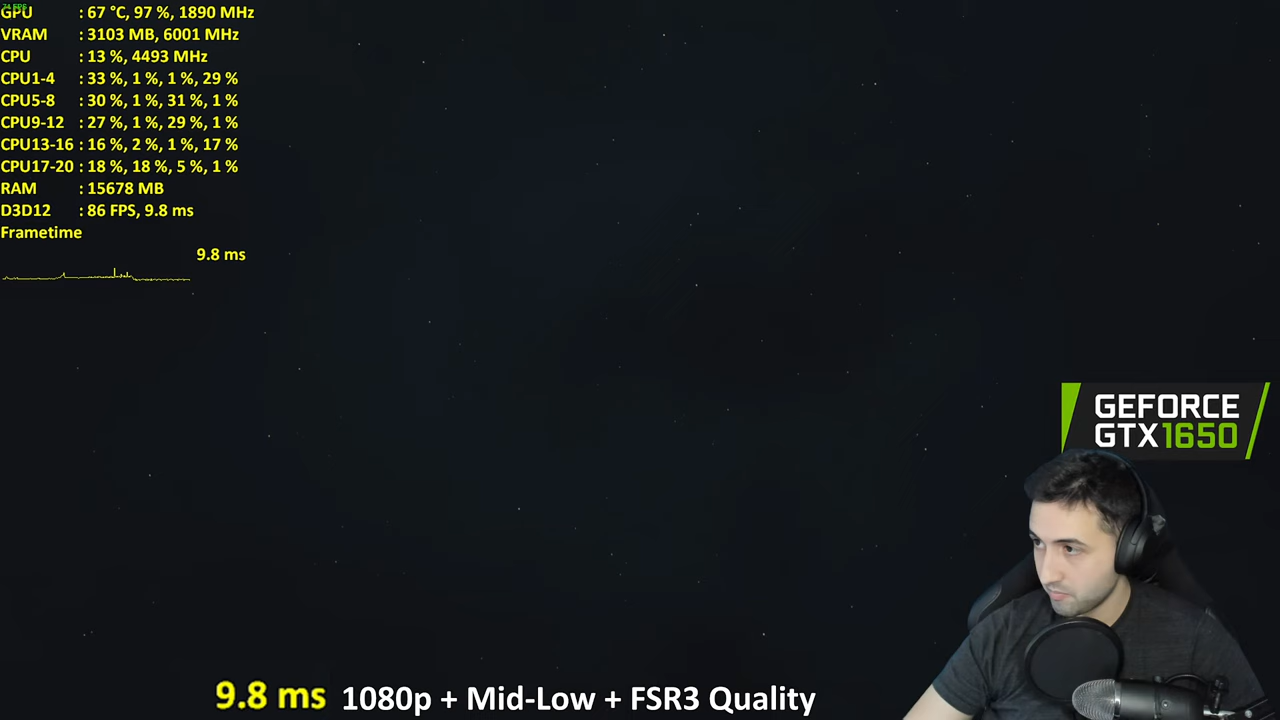 74 FPS
GPU : 67 °C, 97 %, 1890 MHz
VRAM : 3103 MB, 6001 MHz
CPU : 13 %, 4493 MHz
CPU1-4 : 33 %, 1 %, 1 %, 29 %
CPU5-8 : 30 %, 1 %, 31 %, 1 %
CPU9-12 : 27 %, 1 %, 29 %, 1 %
CPU13-16 : 16 %, 2 %, 1 %, 17 %
CPU17-20 : 18 %, 18 %, 5 %, 1 %
RAM : 15678 MB
D3D12 : 86 FPS, 9.8 ms
Frametime
9.8 ms
GEFORCE
GTX1650
9.8 ms 1080p + Mid-Low + FSR3 Quality